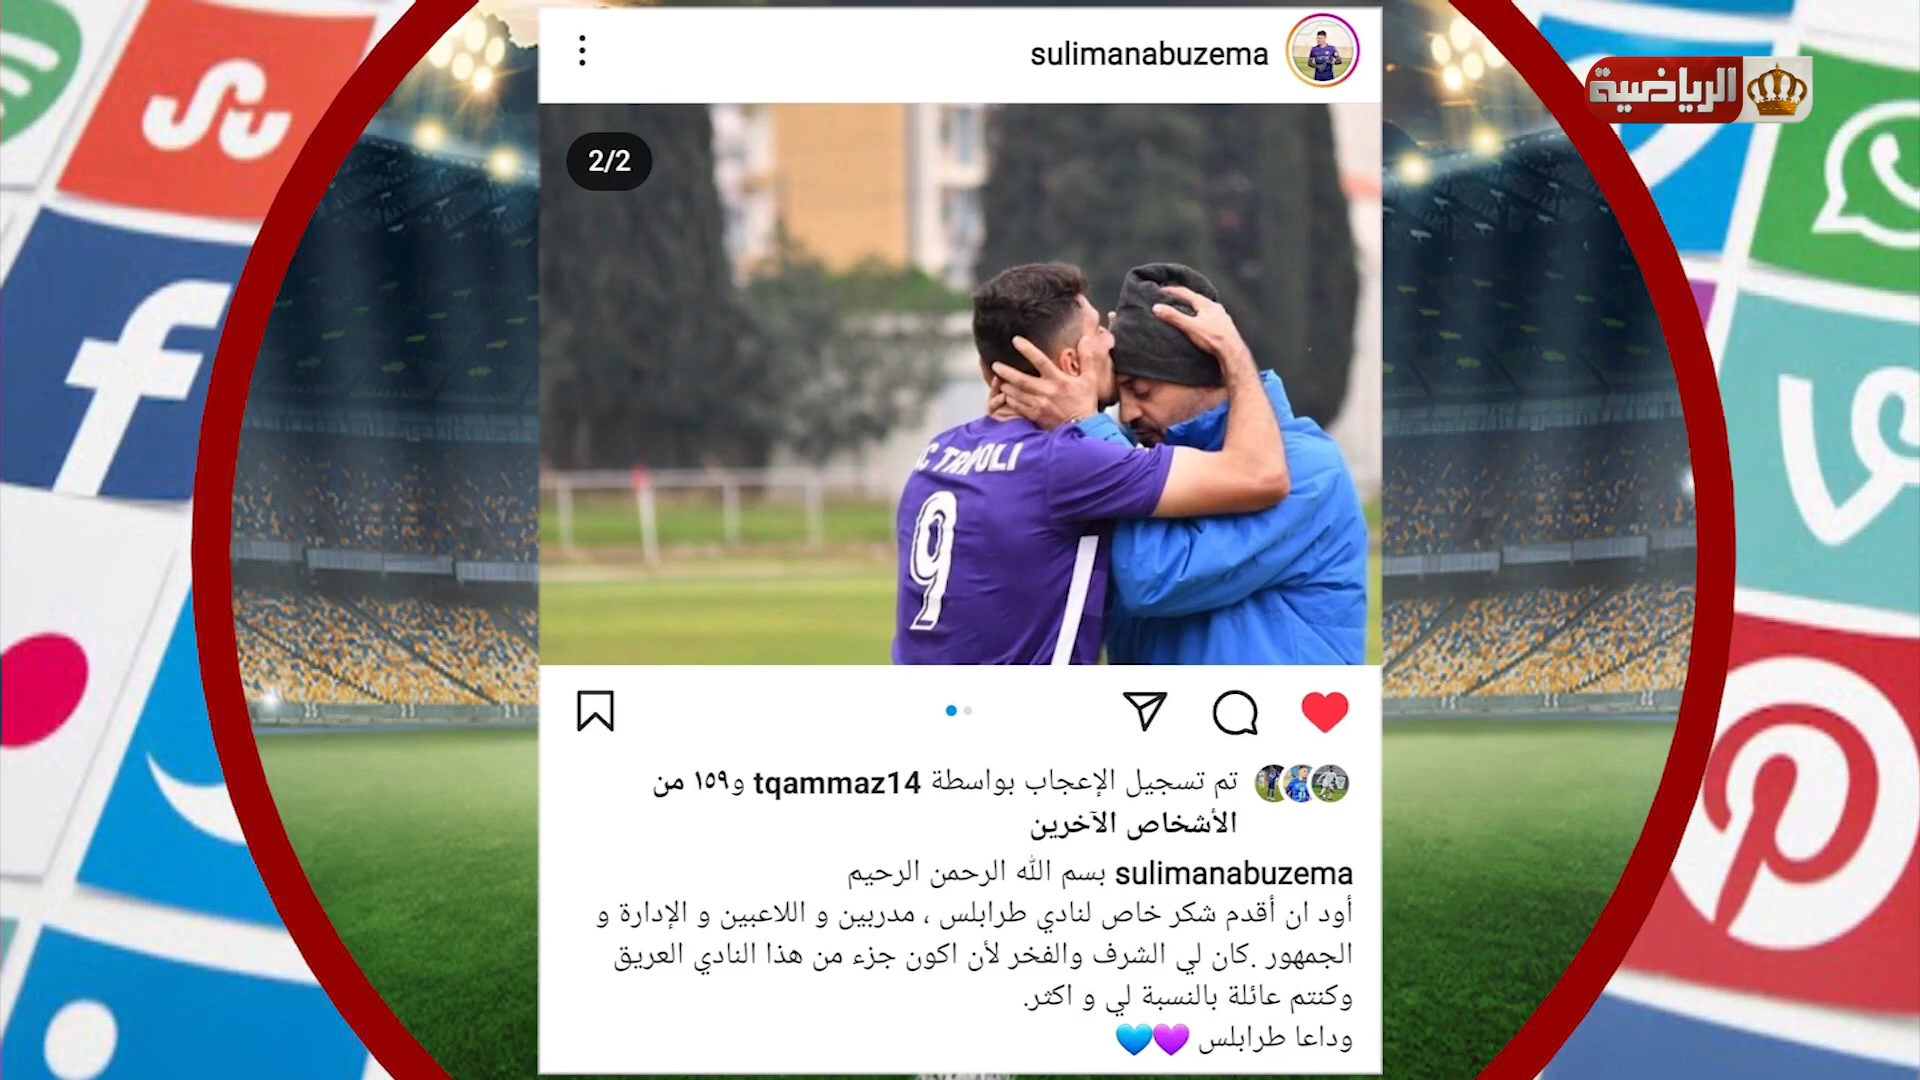 sulimanabuzema
الرياضية
2/2
SC TRIPOLI
9
تم تسجيل الإعجاب بواسطة tqammaz14 و١٥٩ من
الأشخاص الآخرين
sulimanabuzema بسم الله الرحمن الرحيم
أود ان أقدم شكر خاص لنادي طرابلس ، مدربين و اللاعبين و الإدارة و
الجمهور .كان لي الشرف والفخر لأن اكون جزء من هذا النادي العريق
وكنتم عائلة بالنسبة لي و اكثر.
وداعا طرابلس 💜💙